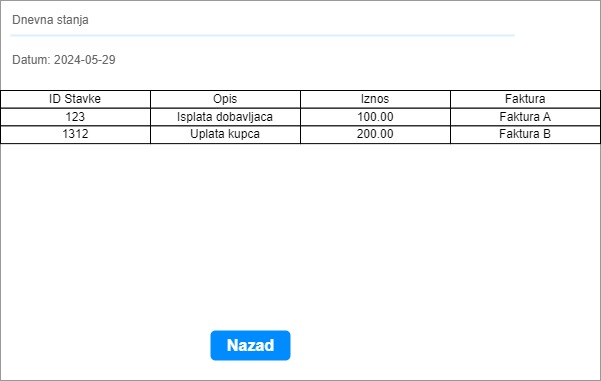 Dnevna stanja
Datum: 2024-05-29
ID Stavke Opis Iznos Faktura
123 Isplata dobavljaca 100.00 Faktura A
1312 Uplata kupca 200.00 Faktura B
Nazad